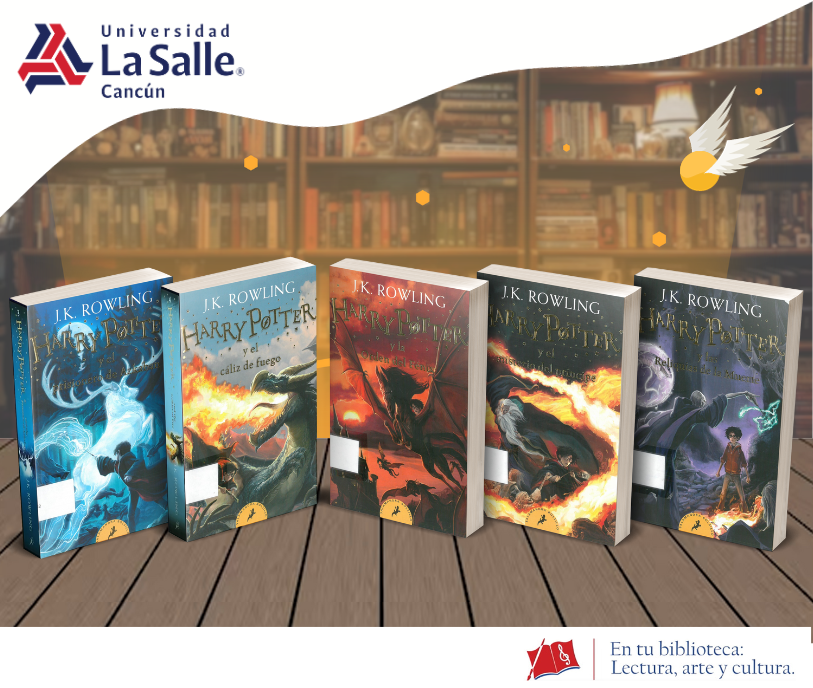 Universidad
La Salle®
Cancún
J.K. ROWLING
HARRY POTTER
y el
J.K. ROWLING
HARRY POTTER
y el
cáliz de fuego
J.K. ROWLING
HARRY POTTER
y la
J.K. ROWLING
HARRY POTTER
y el
misterio del príncipe
J.K. ROWLING
HARRY POTTER
y las
Reliquias de la Muerte
En tu biblioteca:
Lectura, arte y cultura.